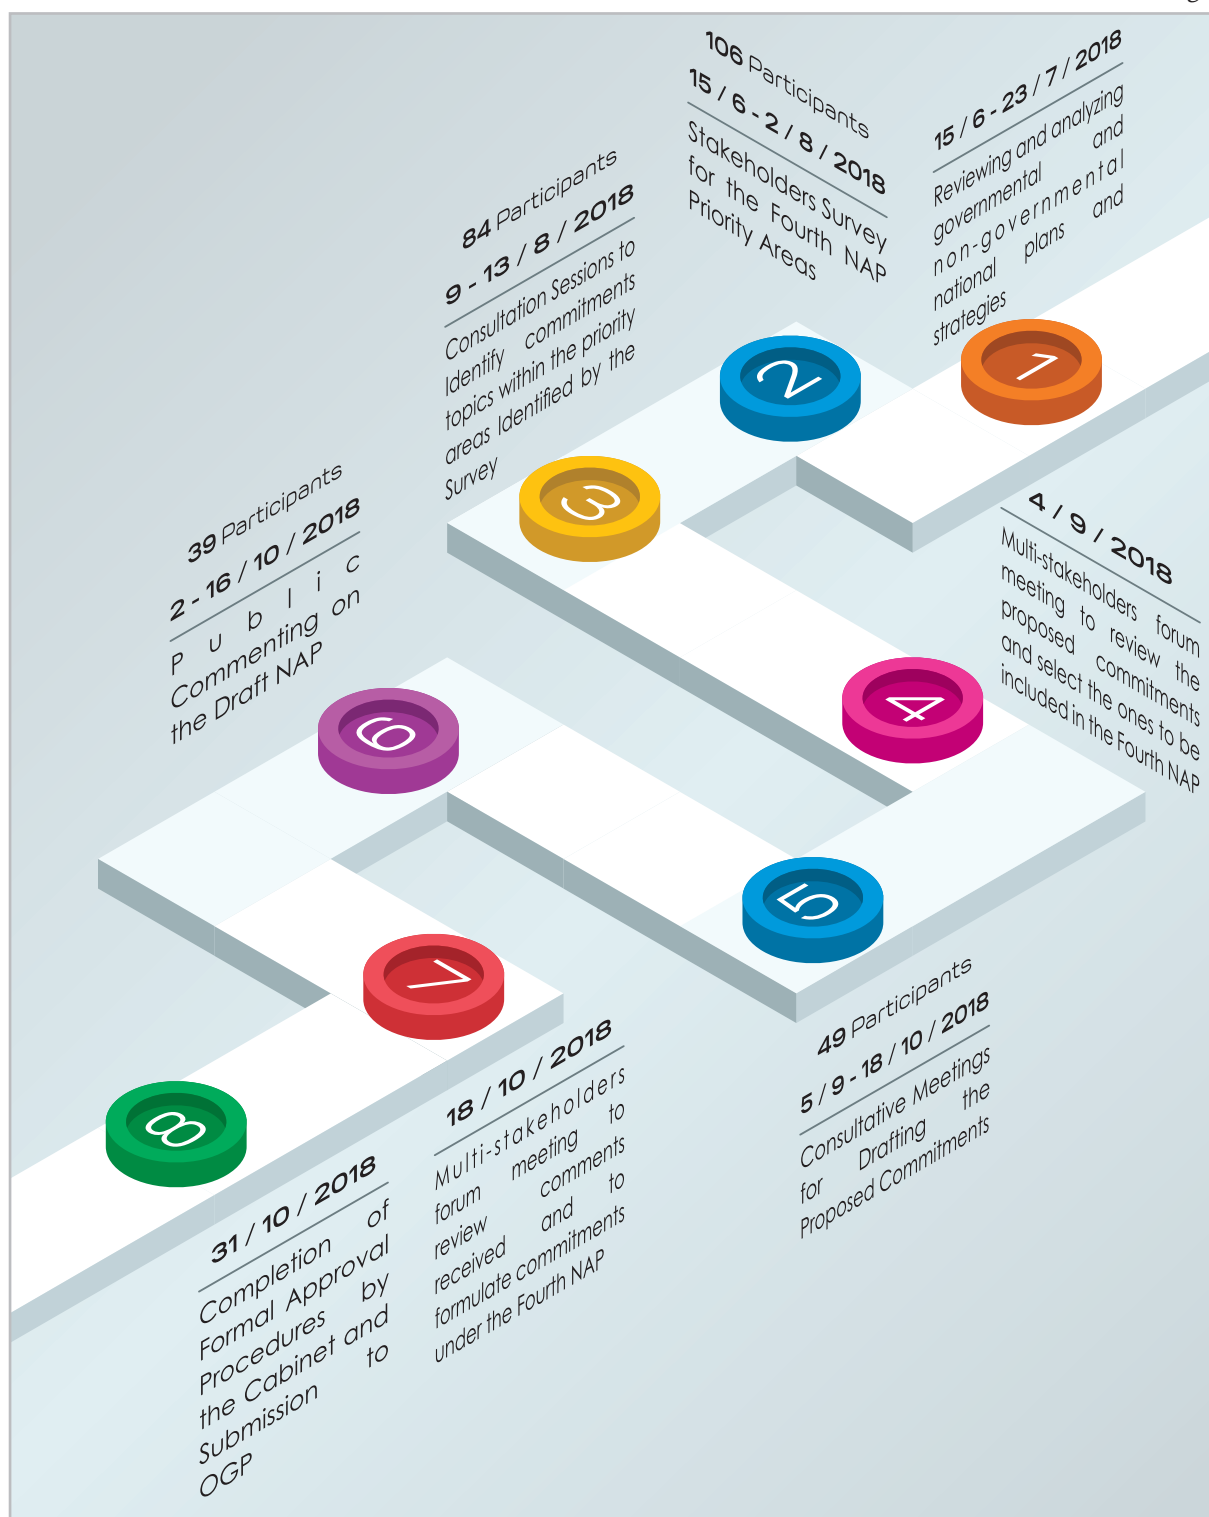 g
15 / 6 - 23 / 7 / 2018
Reviewing and analyzing
governmental and
non-governmental
national plans and
strategies
1
106 Participants
15 / 6 - 2 / 8 / 2018
Stakeholders Survey
for the Fourth NAP
Priority Areas
2
84 Participants
9 - 13 / 8 / 2018
Consultation Sessions to
Identify commitments
topics within the priority
areas Identified by the
Survey
3
4 / 9 / 2018
Multi-stakeholders forum
meeting to review the
proposed commitments
and select the ones to be
included in the Fourth NAP
4
49 Participants
5 / 9 - 18 / 10 / 2018
Consultative Meetings
for Drafting the
Proposed Commitments
5
39 Participants
2 - 16 / 10 / 2018
Public
Commenting on
the Draft NAP
6
18 / 10 / 2018
Multi-stakeholders
forum meeting to
review comments
received and to
formulate commitments
under the Fourth NAP
7
31 / 10 / 2018
Completion of
Formal Approval
Procedures by
the Cabinet and
Submission to
OGP
8